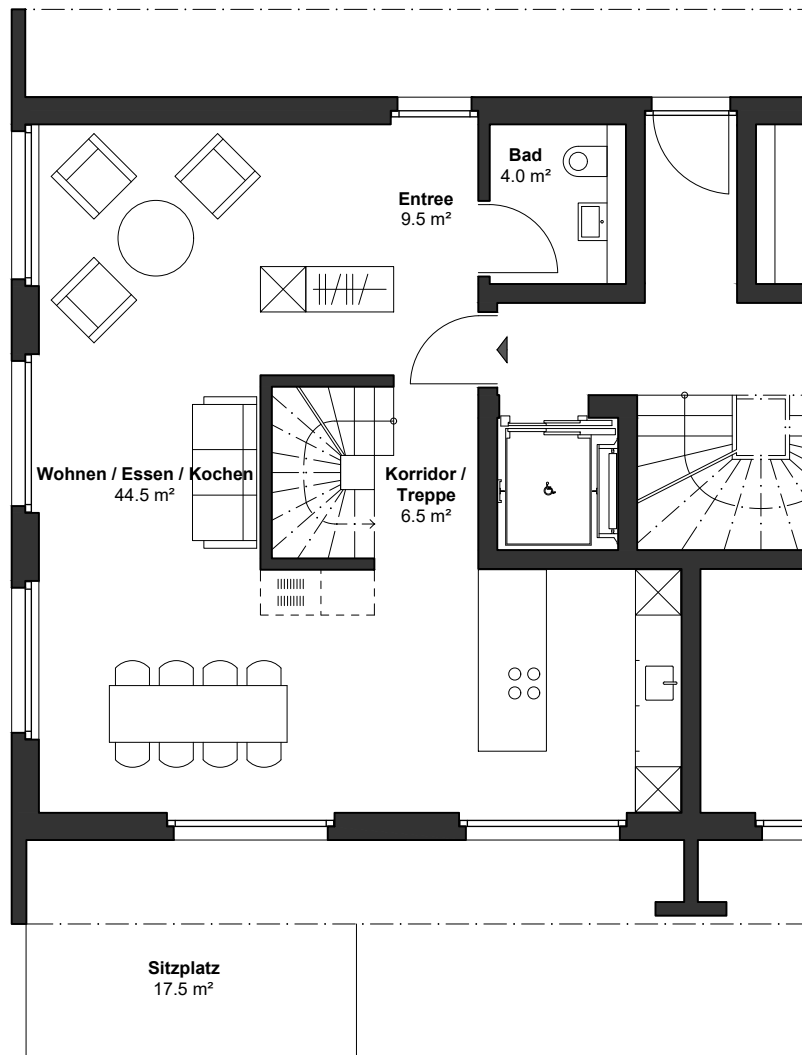 Bad
4.0 m²
Entree
9.5 m²
Wohnen / Essen / Kochen
44.5 m²
Korridor /
Treppe
6.5 m²
Sitzplatz
17.5 m²